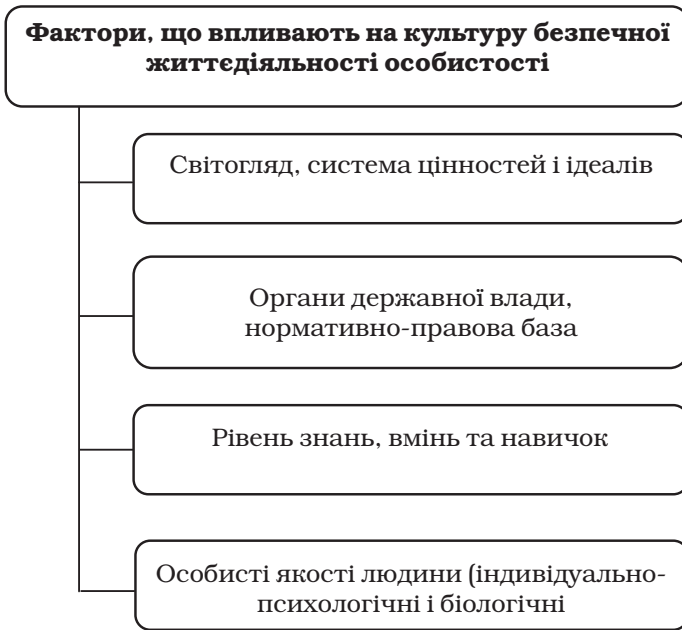 Фактори, що впливають на культуру безпечної
життєдіяльності особистості
Світогляд, система цінностей і ідеалів
Органи державної влади,
нормативно-правова база
Рівень знань, вмінь та навичок
Особисті якості людини (індивідуально-
психологічні і біологічні